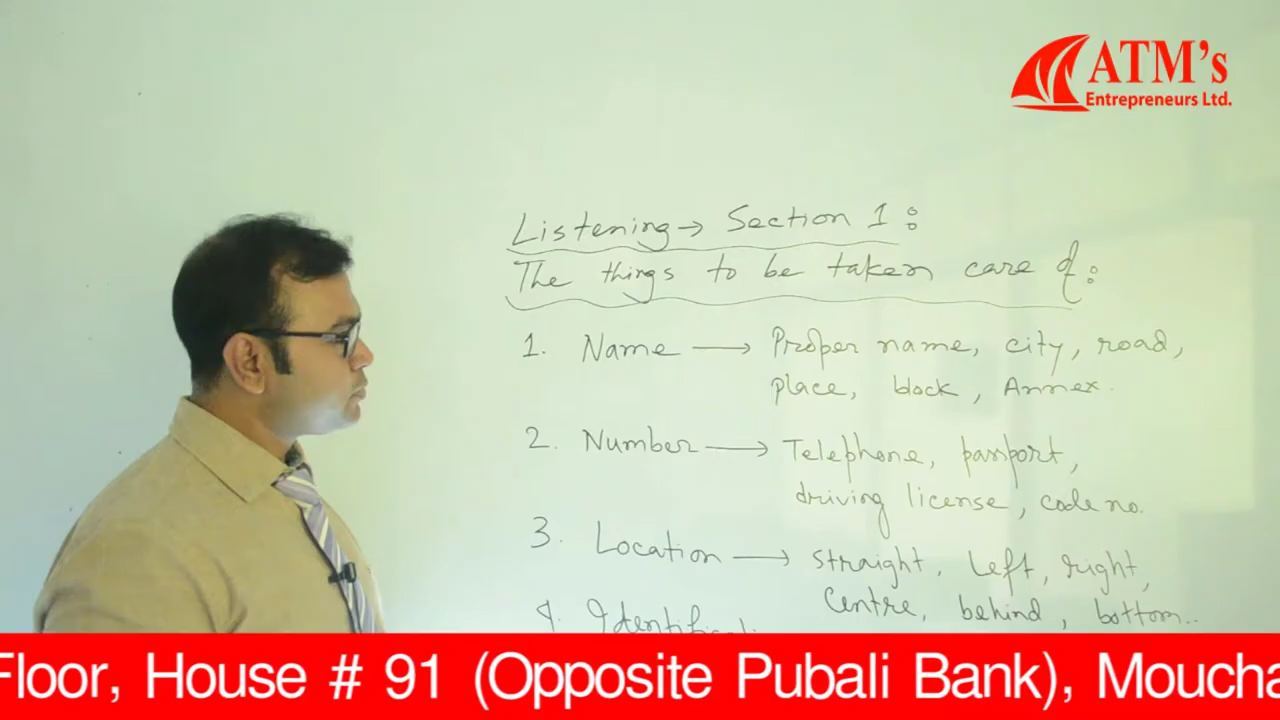 ATM's
Entrepreneurs Ltd.
Listening → Section 1:
The things to be taken care of:
1. Name → Proper name, city, road,
place, block, Annex.
2. Number → Telephone, passport,
driving license, code no.
3. Location → straight, left, right,
centre, behind, bottom..
4.
Floor, House # 91 (Opposite Pubali Bank), Moucha